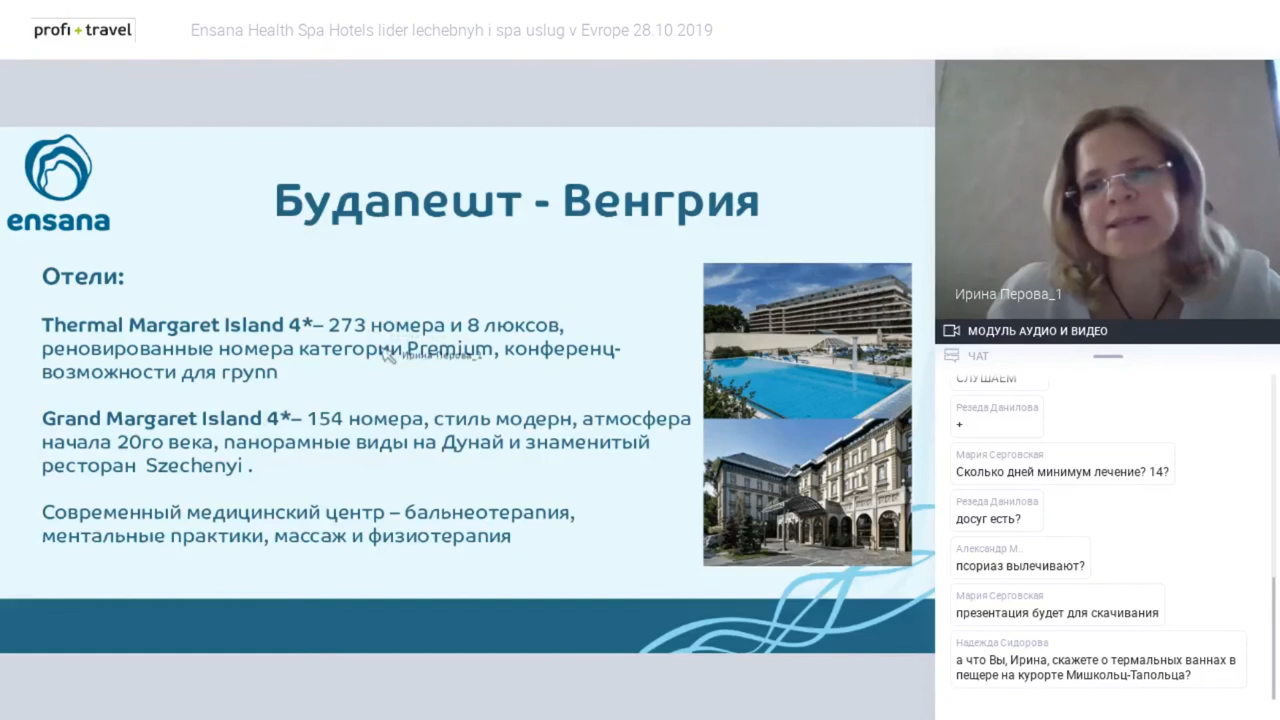 profi + travel
Ensana Health Spa Hotels lider lechebnyh i spa uslug v Evrope 28.10.2019
ensana
Будапешт - Венгрия
Отели:
Thermal Margaret Island 4*– 273 номера и 8 люксов,
реновированные номера категории Premium, конференц-
возможности для групп
Ирина Перова_1
Grand Margaret Island 4*– 154 номера, стиль модерн, атмосфера
начала 20го века, панорамные виды на Дунай и знаменитый
ресторан Szechenyi .
Современный медицинский центр – бальнеотерапия,
ментальные практики, массаж и физиотерапия
Ирина Перова_1
МОДУЛЬ АУДИО И ВИДЕО
ЧАТ
СЛУШАЕМ
Резеда Данилова
+
Мария Серговская
Сколько дней минимум лечение? 14?
Резеда Данилова
досуг есть?
Александр М..
псориаз вылечивают?
Мария Серговская
презентация будет для скачивания
Надежда Сидорова
а что Вы, Ирина, скажете о термальных ваннах в
пещере на курорте Мишкольц-Тапольца?